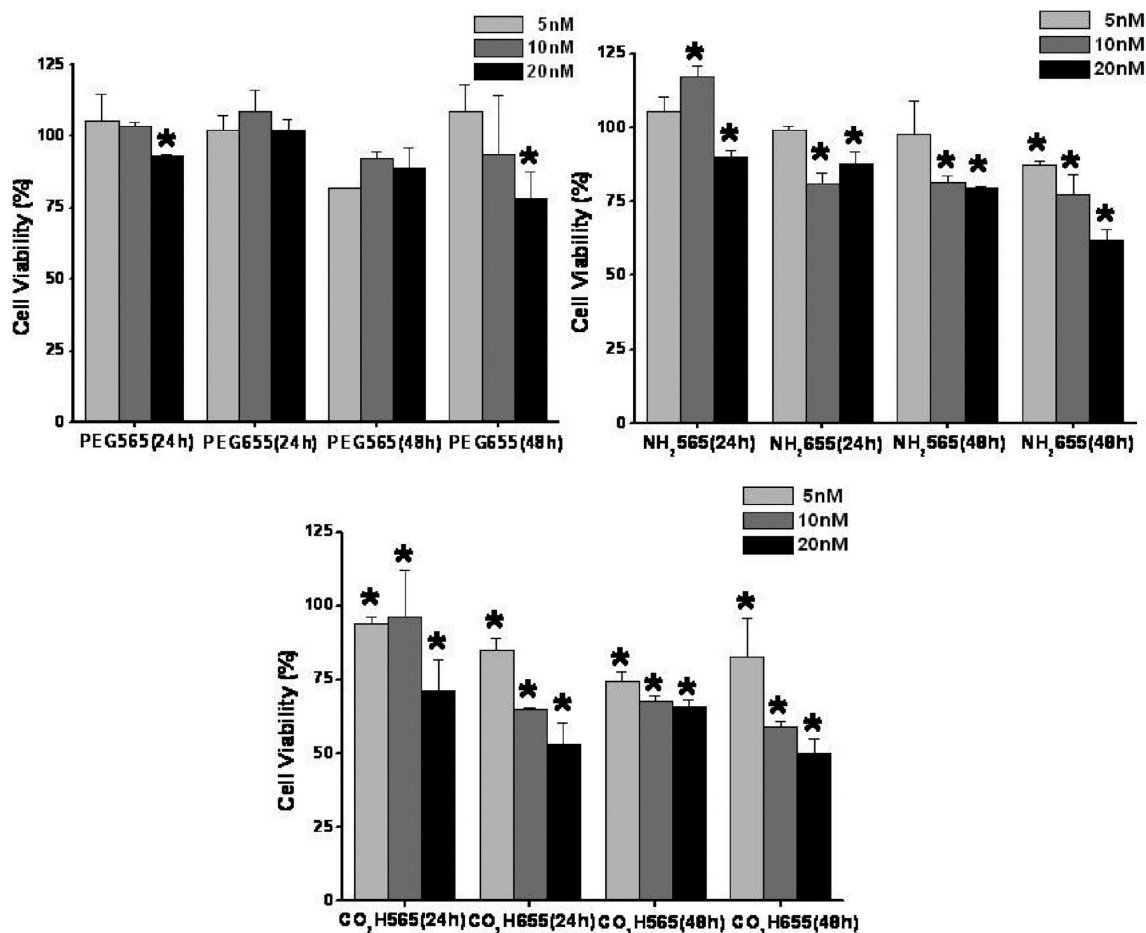 5nM
10nM
20nM
125
100
75
50
25
0
Cell Viability (%)
PEG565(24h) PEG655(24h) PEG565(48h) PEG655(48h)
5nM
10nM
20nM
125
100
75
50
25
0
Cell Viability (%)
NH₂565(24h) NH₂655(24h) NH₂565(48h) NH₂655(48h)
5nM
10nM
20nM
125
100
75
50
25
0
Cell Viability (%)
CO₂H565(24h) CO₂H655(24h) CO₂H565(48h) CO₂H655(48h)